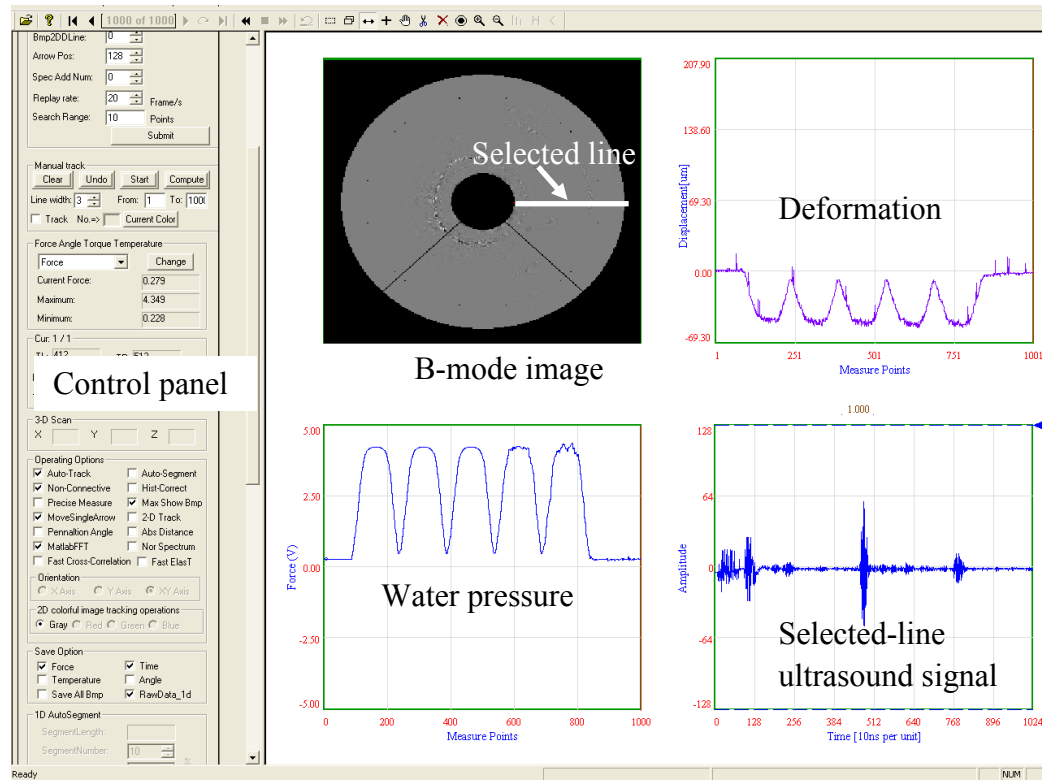 1000 of 1000
Bmp2DDLine: 0
Arrow Pos: 128
Spec Add Num: 0
Replay rate: 20 Frame/s
Search Range: 10 Points
Submit
Manual track
Clear Undo Start Compute
Line width: 3 From: 1 To: 100
Track No.=> Current Color
Force Angle Torque Temperature
Force Change
Current Force: 0.279
Maximum: 4.349
Minimum: 0.228
Cur: 1 / 1
Control panel
3-D Scan
X Y Z
Operating Options
Auto-Track Auto-Segment
Non-Connective Hist-Correct
Precise Measure Max Show Bmp
MoveSingleArrow 2-D Track
Pennaltion Angle Abs Distance
MatlabFFT Nor Spectrum
Fast Cross-Correlation Fast ElasT
Orientation
X Axis Y Axis XY Axis
2D colorful image tracking operations
Gray Red Green Blue
Save Option
Force Time
Temperature Angle
Save All Bmp RawData_1d
1D AutoSegment
SegmentLength:
SegmentNumber: 10
%
Ready
NUM
Selected line
B-mode image
207.90
138.60
69.30
0.00
-69.30
Displacement[um]
Deformation
1 251 501 751 1001
Measure Points
5.00
2.50
0.00
-2.50
-5.00
Force (V)
Water pressure
0 200 400 600 800 1000
Measure Points
1.000
128
64
0
-64
-128
Amplitude
Selected-line
ultrasound signal
0 128 256 384 512 640 768 896 1024
Time [10ns per unit]